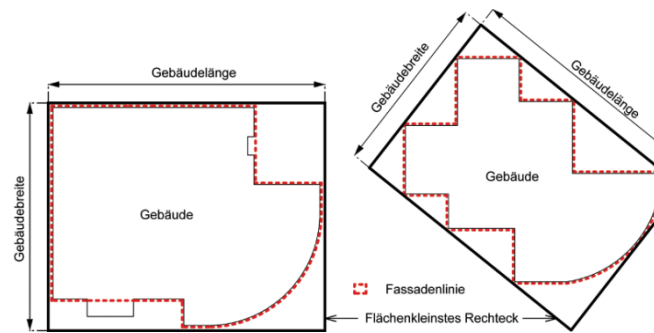 Gebäudelänge
Gebäudebreite
Gebäude
Gebäudebreite
Gebäudelänge
Gebäude
Fassadenlinie
Flächenkleinstes Rechteck